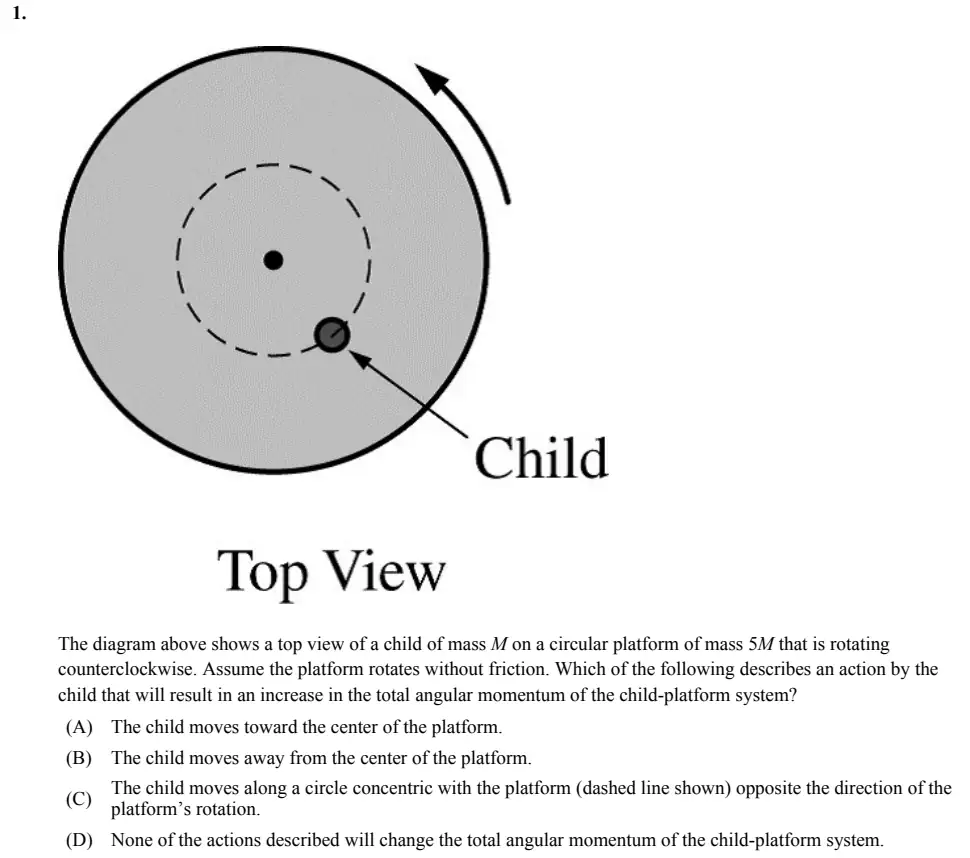 1.
Child
Top View
The diagram above shows a top view of a child of mass M on a circular platform of mass 5M that is rotating
counterclockwise. Assume the platform rotates without friction. Which of the following describes an action by the
child that will result in an increase in the total angular momentum of the child-platform system?
(A) The child moves toward the center of the platform.
(B) The child moves away from the center of the platform.
(C) The child moves along a circle concentric with the platform (dashed line shown) opposite the direction of the
platform’s rotation.
(D) None of the actions described will change the total angular momentum of the child-platform system.